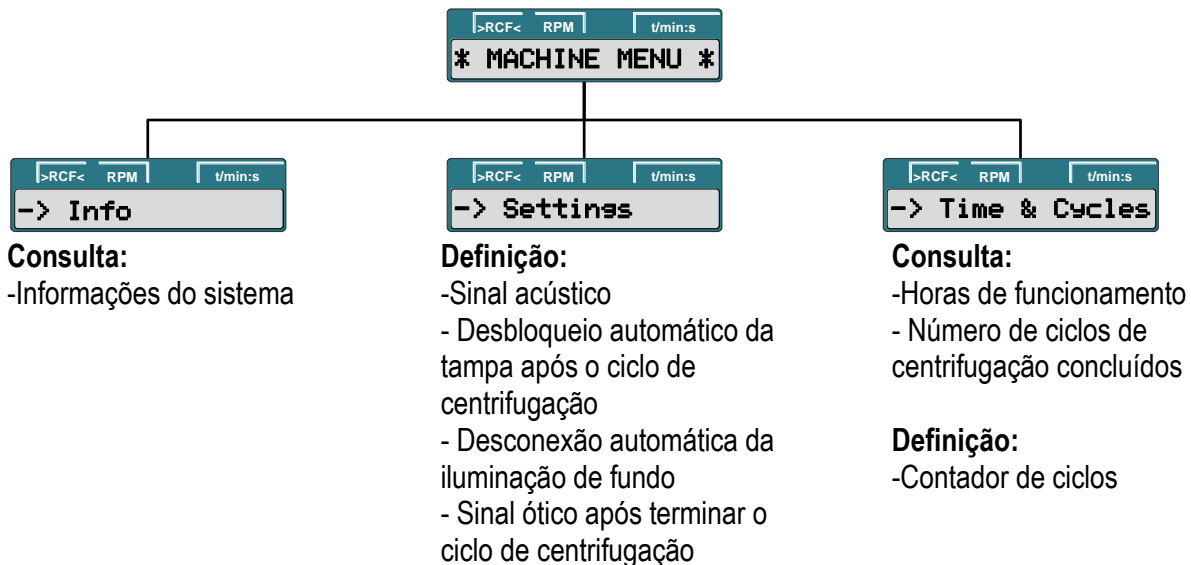 >RCF< RPM t/min:s
* MACHINE MENU *
>RCF< RPM t/min:s
-> Info
Consulta:
-Informações do sistema
>RCF< RPM t/min:s
-> Settings
Definição:
-Sinal acústico
- Desbloqueio automático da
tampa após o ciclo de
centrifugação
- Desconexão automática da
iluminação de fundo
- Sinal ótico após terminar o
ciclo de centrifugação
>RCF< RPM t/min:s
-> Time & Cycles
Consulta:
-Horas de funcionamento
- Número de ciclos de
centrifugação concluídos
Definição:
-Contador de ciclos